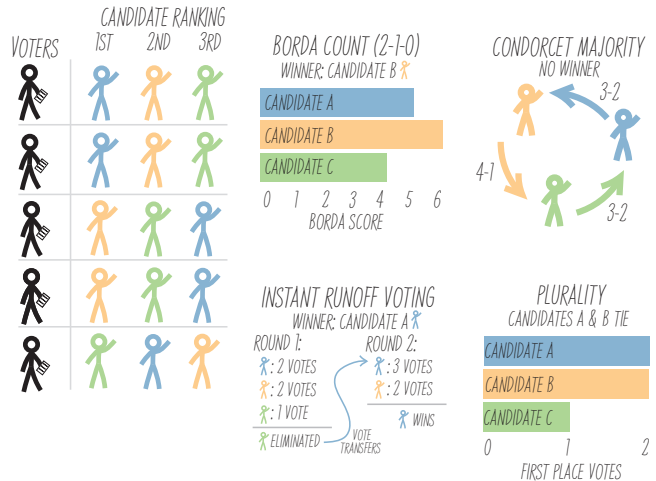 CANDIDATE RANKING
VOTERS
1ST 2ND 3RD
BORDA COUNT (2-1-0)
WINNER: CANDIDATE B
CANDIDATE A
CANDIDATE B
CANDIDATE C
0 1 2 3 4 5 6
BORDA SCORE
CONDORCET MAJORITY
NO WINNER
3-2
4-1
3-2
INSTANT RUNOFF VOTING
WINNER: CANDIDATE A
ROUND 1:
: 2 VOTES
: 2 VOTES
: 1 VOTE
ELIMINATED
VOTE
TRANSFERS
ROUND 2:
: 3 VOTES
: 2 VOTES
WINS
PLURALITY
CANDIDATES A & B TIE
CANDIDATE A
CANDIDATE B
CANDIDATE C
0 1 2
FIRST PLACE VOTES